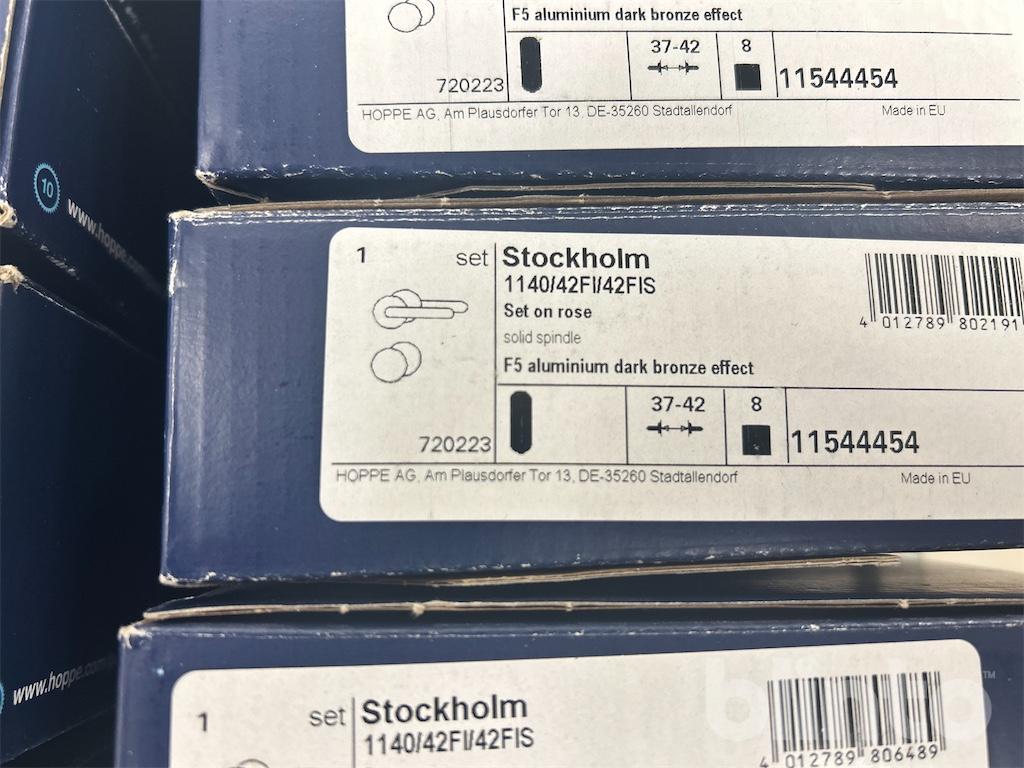 F5 aluminium dark bronze effect
37-42 8
720223 11544454
HOPPE AG, Am Plausdorfer Tor 13, DE-35260 Stadtallendorf Made in EU
10
www.hoppe.com
1 set Stockholm
1140/42FI/42FIS
Set on rose
solid spindle
4 012789 802191
F5 aluminium dark bronze effect
37-42 8
720223 11544454
HOPPE AG, Am Plausdorfer Tor 13, DE-35260 Stadtallendorf Made in EU
www.hoppe.com
1 set Stockholm
1140/42FI/42FIS
4 012789 806489